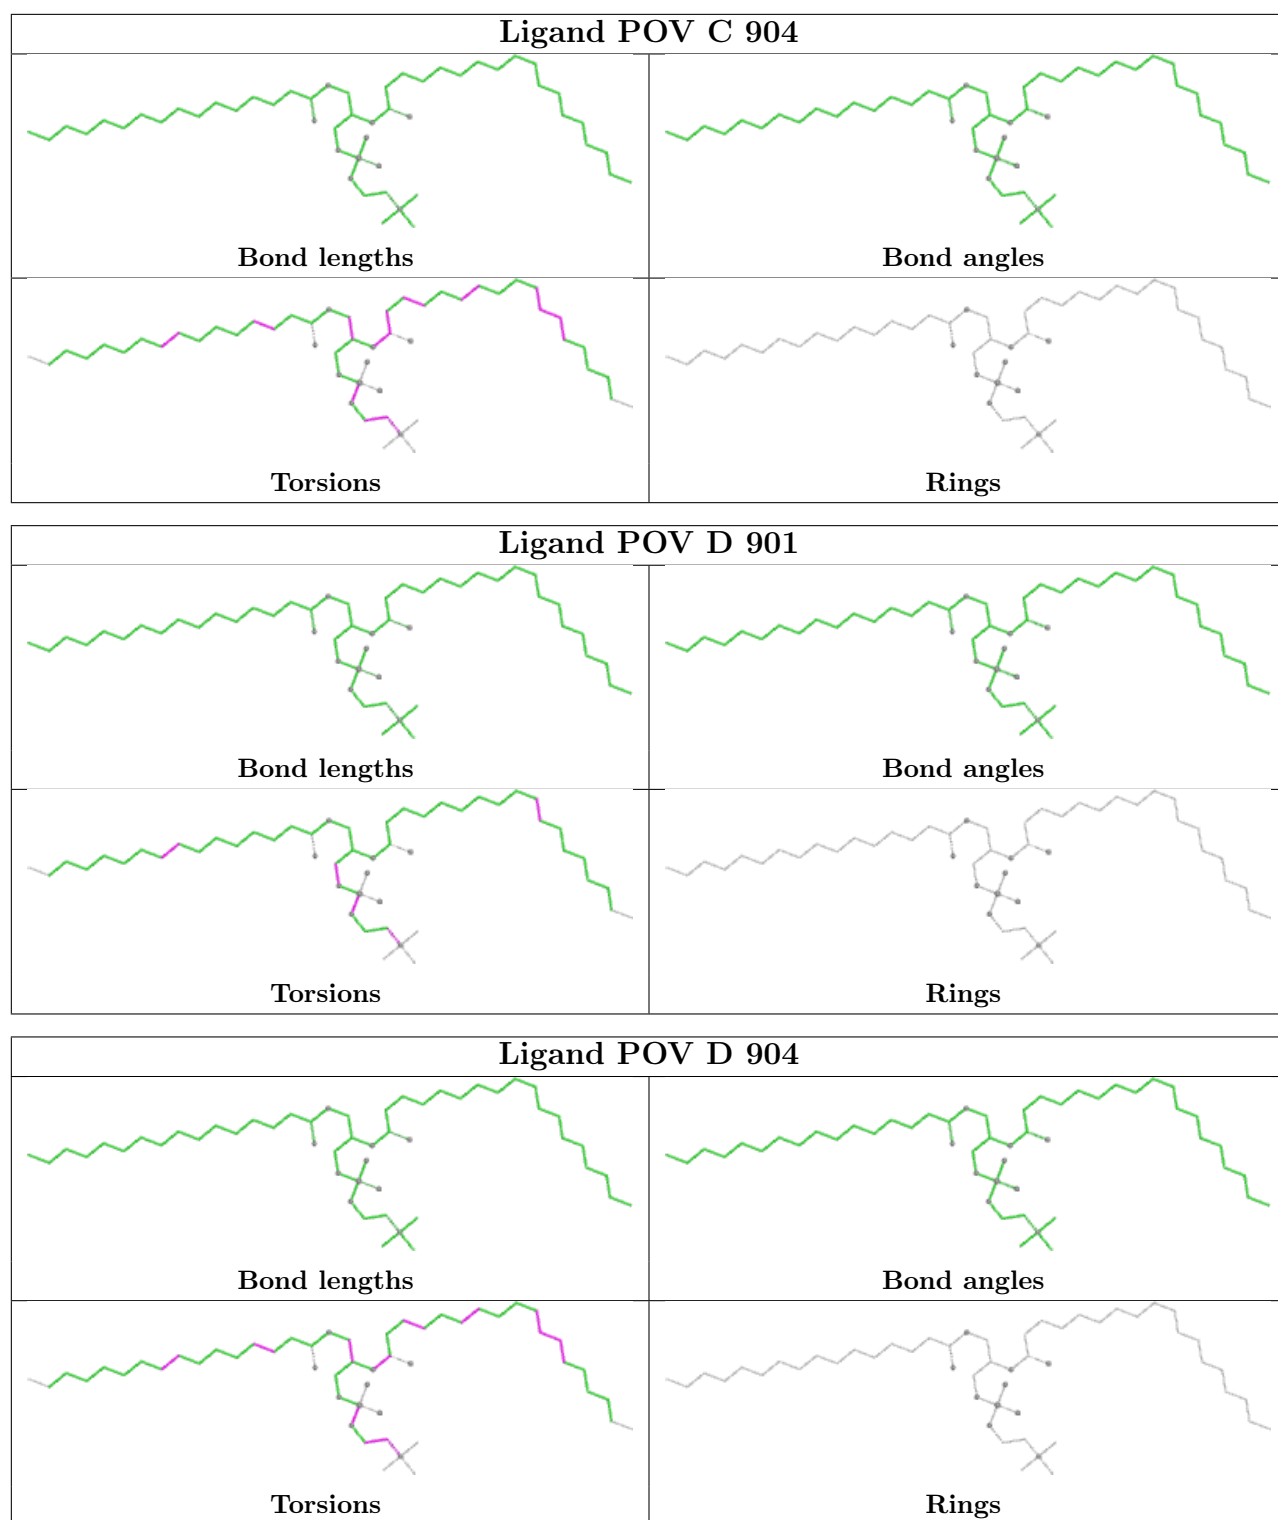 Ligand POV C 904
Bond lengths
Bond angles
Torsions
Rings
Ligand POV D 901
Bond lengths
Bond angles
Torsions
Rings
Ligand POV D 904
Bond lengths
Bond angles
Torsions
Rings